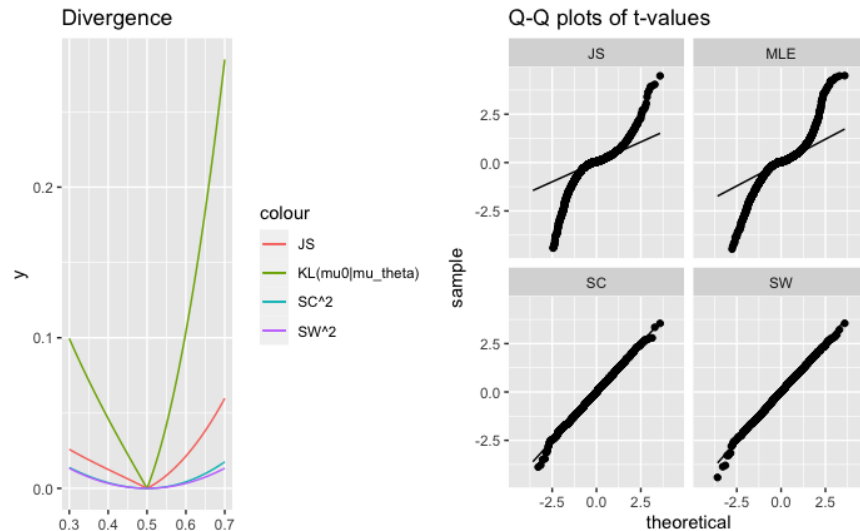 Divergence
y
0.2
0.1
0.0
0.3 0.4 0.5 0.6 0.7
colour
JS
KL(mu0|mu_theta)
SC^2
SW^2
Q-Q plots of t-values
JS MLE
2.5
0.0
-2.5
sample
SC SW
2.5
0.0
-2.5
-2.5 0.0 2.5 -2.5 0.0 2.5
theoretical